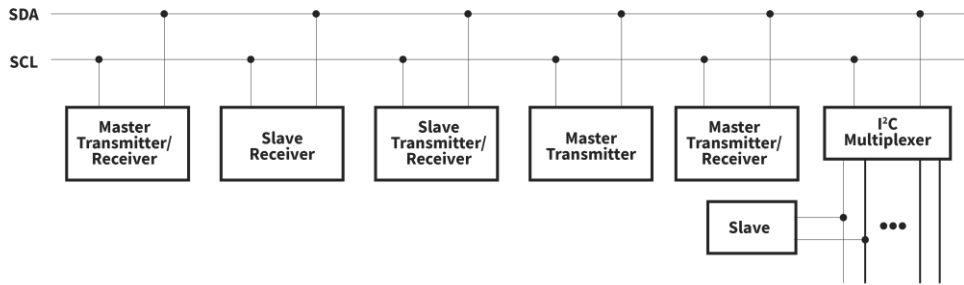 SDA
SCL
Master
Transmitter/
Receiver
Slave
Receiver
Slave
Transmitter/
Receiver
Master
Transmitter
Master
Transmitter/
Receiver
I²C
Multiplexer
Slave